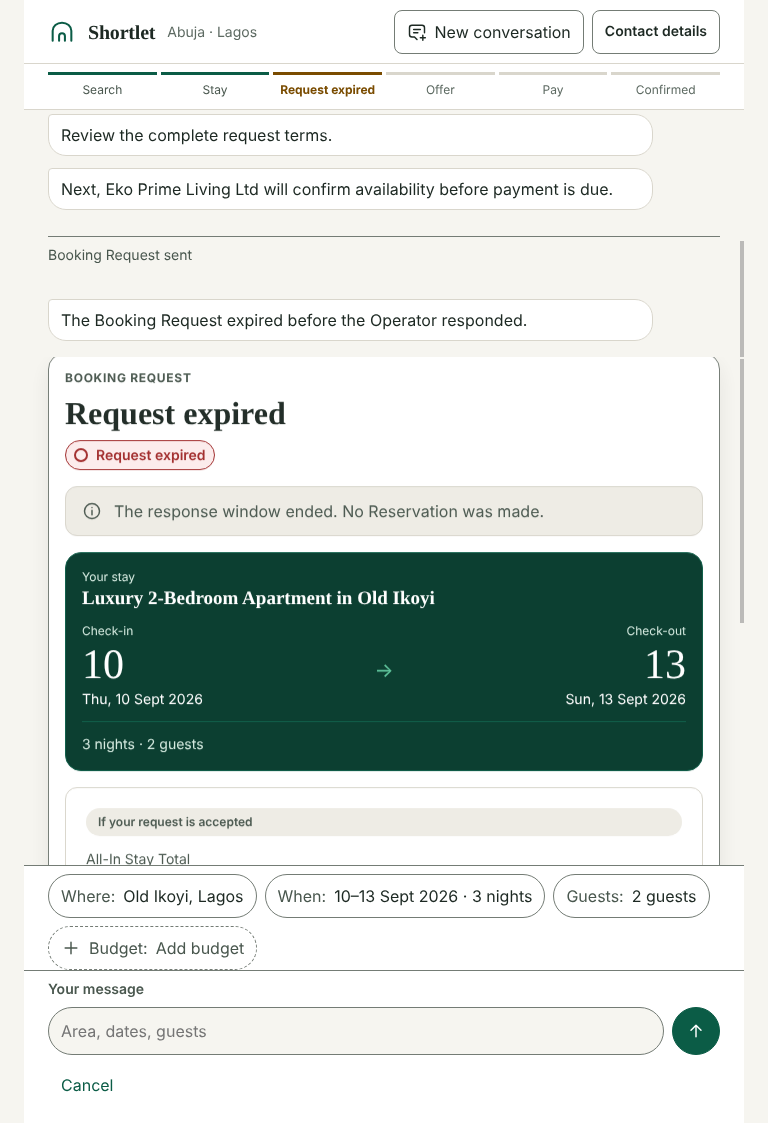 Shortlet
Abuja · Lagos
New conversation
Contact details
Search
Stay
Request expired
Offer
Pay
Confirmed
Review the complete request terms.
Next, Eko Prime Living Ltd will confirm availability before payment is due.
Booking Request sent
The Booking Request expired before the Operator responded.
BOOKING REQUEST
Request expired
Request expired
The response window ended. No Reservation was made.
Your stay
Luxury 2-Bedroom Apartment in Old Ikoyi
Check-in
Check-out
10
→
13
Thu, 10 Sept 2026
Sun, 13 Sept 2026
3 nights · 2 guests
If your request is accepted
All-In Stay Total
Where: Old Ikoyi, Lagos
When: 10–13 Sept 2026 · 3 nights
Guests: 2 guests
Budget: Add budget
Your message
Area, dates, guests
Cancel